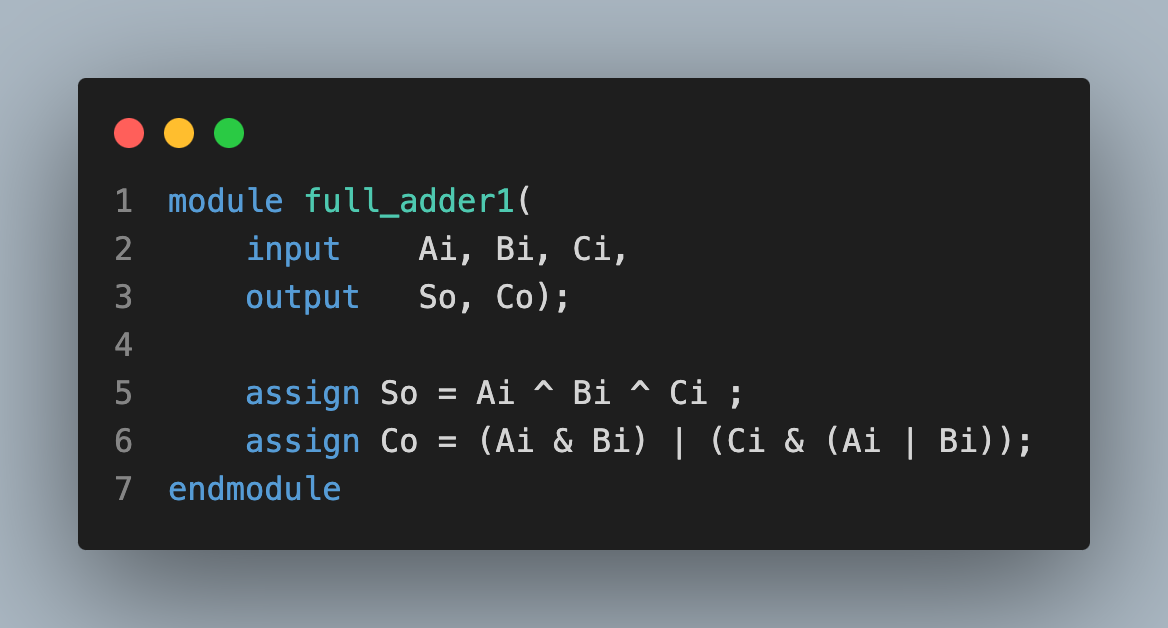 1 module full_adder1(
2     input    Ai, Bi, Ci,
3     output   So, Co);
4
5     assign So = Ai ^ Bi ^ Ci ;
6     assign Co = (Ai & Bi) | (Ci & (Ai | Bi));
7 endmodule